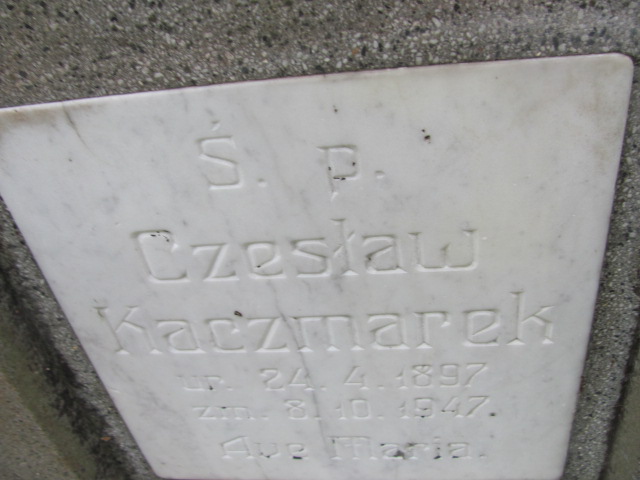 Ś. p.
Czesław
Kaczmarek
ur. 24. 4. 1897
zm. 8. 10. 1947
Ave Maria.